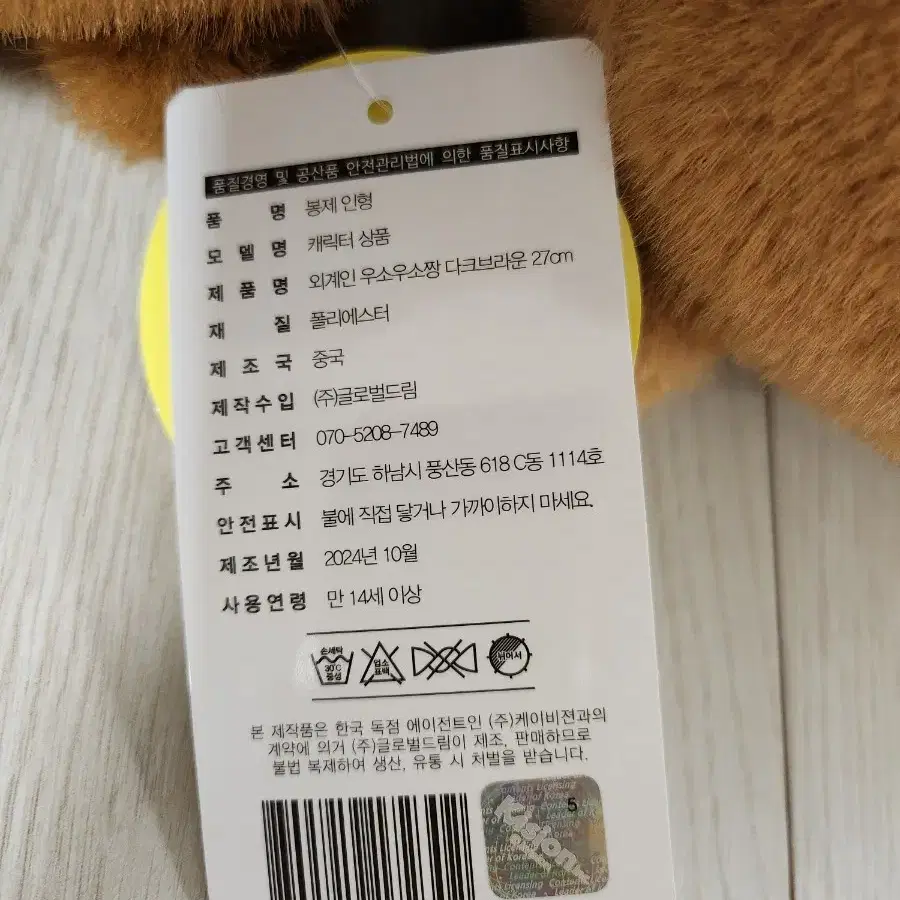 품질경영 및 공산품 안전관리법에 의한 품질표시사항
품 명 봉제 인형
모 델 명 캐릭터 상품
제 품 명 외계인 우소우소짱 다크브라운 27cm
재 질 폴리에스터
제 조 국 중국
제작수입 (주)글로벌드림
고객센터 070-5208-7489
주 소 경기도 하남시 풍산동 618 C동 1114호
안전표시 불에 직접 닿거나 가까이하지 마세요.
제조년월 2024년 10월
사용연령 만 14세 이상
손세탁
30℃
중성
염소
표백
뉘어서
본 제작품은 한국 독점 에이전트인 (주)케이비젼과의
계약에 의거 (주)글로벌드림이 제조, 판매하므로
불법 복제하여 생산, 유통 시 처벌을 받습니다.
5
Contents Licensing
Leader of Korea